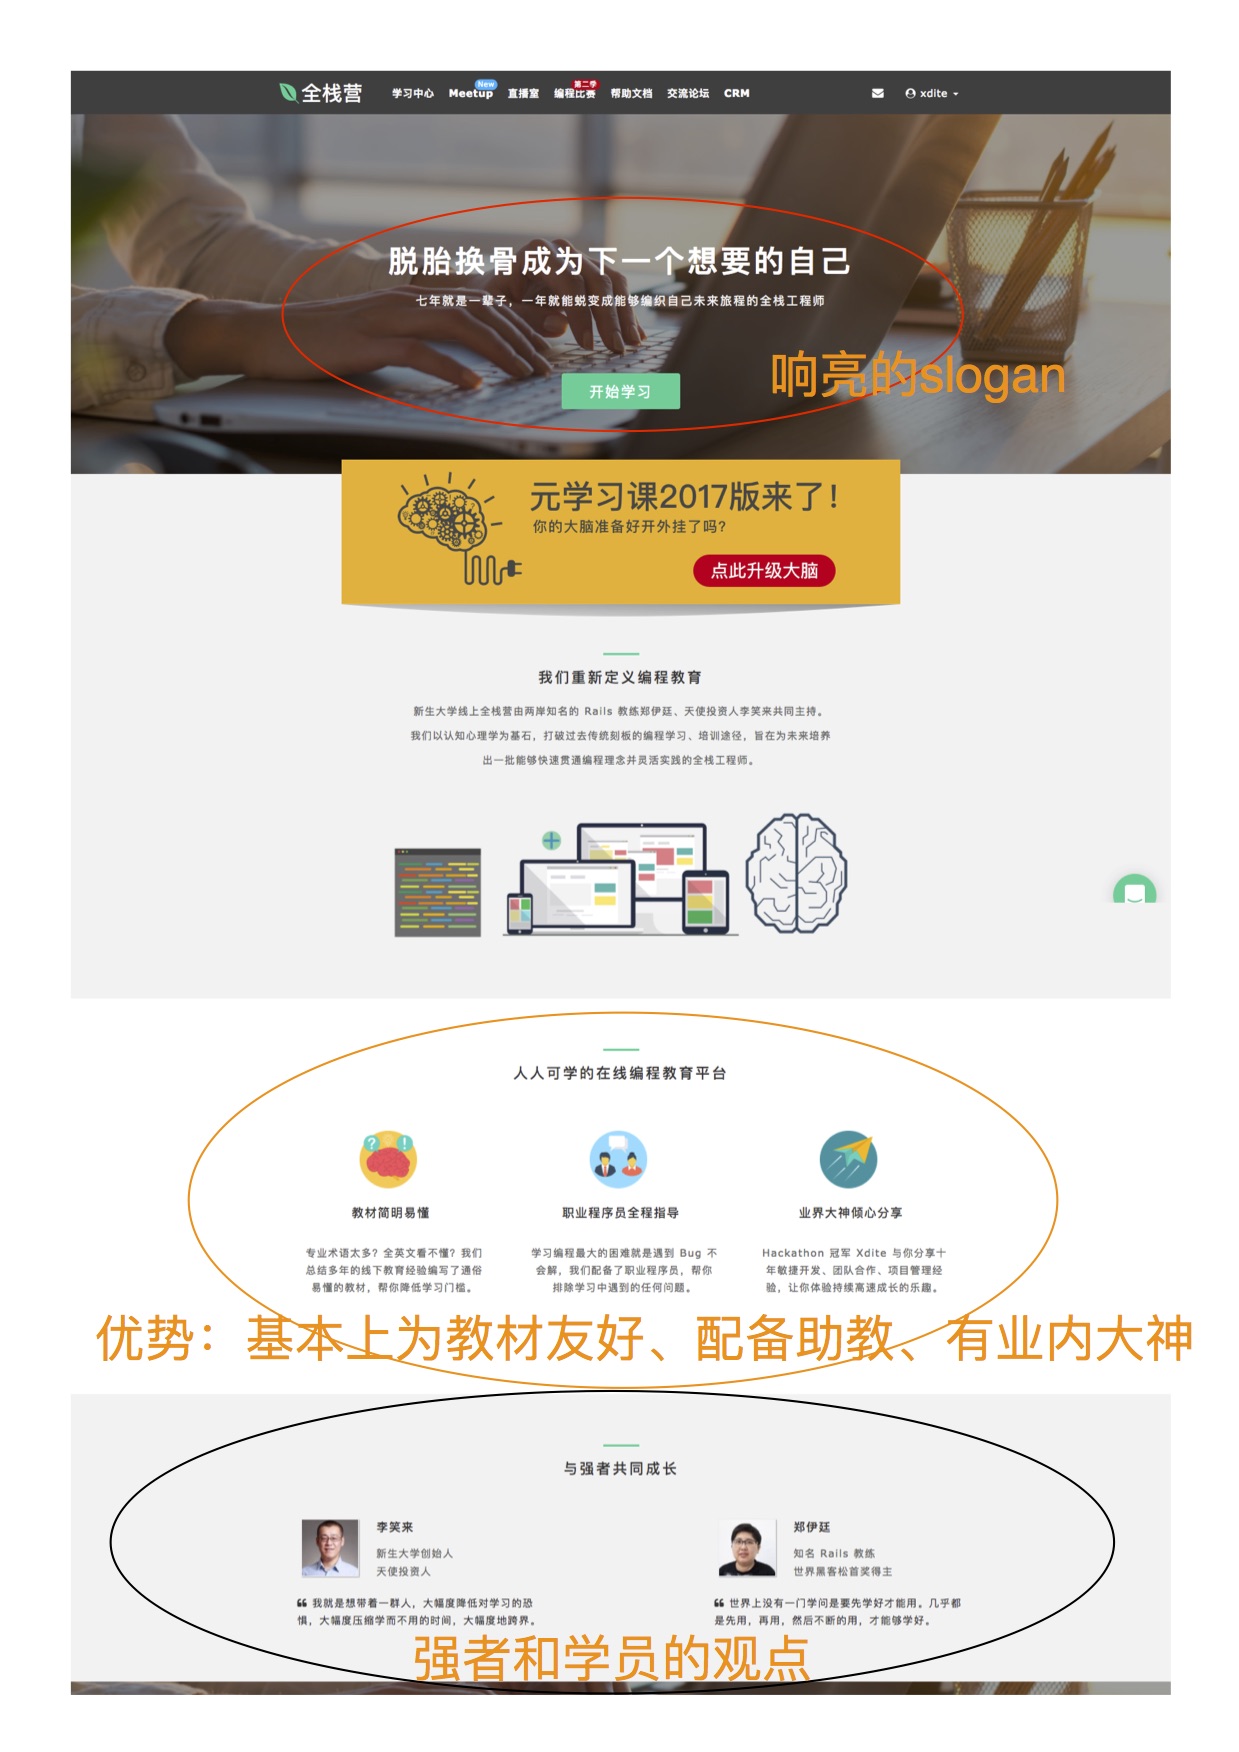 全栈营
学习中心 Meetup New 直播室 编程比赛 第二季 帮助文档 交流论坛 CRM xdite
脱胎换骨成为下一个想要的自己
七年就是一辈子，一年就能蜕变成能够编织自己未来旅程的全栈工程师
响亮的slogan
开始学习
元学习课2017版来了！
你的大脑准备好开外挂了吗？
点此升级大脑
我们重新定义编程教育
新生大学线上全栈营由两岸知名的 Rails 教练郑伊廷、天使投资人李笑来共同主持。
我们以认知心理学为基石，打破过去传统刻板的编程学习、培训途径，旨在为未来培养
出一批能够快速贯通编程理念并灵活实践的全栈工程师。
人人可学的在线编程教育平台
教材简明易懂
专业术语太多？全英文看不懂？我们
总结多年的线下教育经验编写了通俗
易懂的教材，帮你降低学习门槛。
职业程序员全程指导
学习编程最大的困难就是遇到 Bug 不
会解，我们配备了职业程序员，帮你
排除学习中遇到的任何问题。
业界大神倾心分享
Hackathon 冠军 Xdite 与你分享十
年敏捷开发、团队合作、项目管理经
验，让你体验持续高速成长的乐趣。
优势：基本上为教材友好、配备助教、有业内大神
与强者共同成长
李笑来
新生大学创始人
天使投资人
“ 我就是想带着一群人，大幅度降低对学习的恐
惧，大幅度压缩学而不用的时间，大幅度地跨界。
郑伊廷
知名 Rails 教练
世界黑客松首奖得主
“ 世界上没有一门学问是要先学好才能用。几乎都
是先用，再用，然后不断的用，才能够学好。
强者和学员的观点